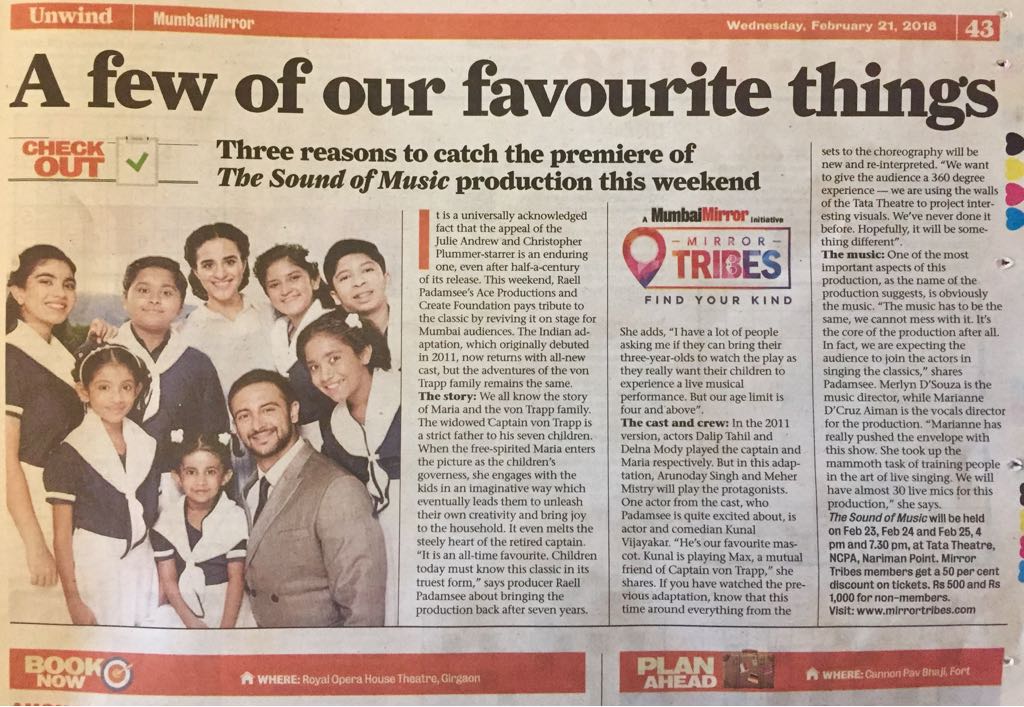 Unwind
MumbaiMirror
Wednesday, February 21, 2018
43
A few of our favourite things
CHECK
OUT
Three reasons to catch the premiere of
The Sound of Music production this weekend
It is a universally acknowledged
fact that the appeal of the
Julie Andrew and Christopher
Plummer-starrer is an enduring
one, even after half-a-century
of its release. This weekend, Raell
Padamsee's Ace Productions and
Create Foundation pays tribute to
the classic by reviving it on stage for
Mumbai audiences. The Indian ad-
aptation, which originally debuted
in 2011, now returns with all-new
cast, but the adventures of the von
Trapp family remains the same.
The story: We all know the story
of Maria and the von Trapp family.
The widowed Captain von Trapp is
a strict father to his seven children.
When the free-spirited Maria enters
the picture as the children's
governess, she engages with the
kids in an imaginative way which
eventually leads them to unleash
their own creativity and bring joy
to the household. It even melts the
steely heart of the retired captain.
"It is an all-time favourite. Children
today must know this classic in its
truest form," says producer Raell
Padamsee about bringing the
production back after seven years.
A MumbaiMirror Initiative
MIRROR
TRIBES
FIND YOUR KIND
She adds, "I have a lot of people
asking me if they can bring their
three-year-olds to watch the play as
they really want their children to
experience a live musical
performance. But our age limit is
four and above".
The cast and crew: In the 2011
version, actors Dalip Tahil and
Delna Mody played the captain and
Maria respectively. But in this adap-
tation, Arunoday Singh and Meher
Mistry will play the protagonists.
One actor from the cast, who
Padamsee is quite excited about, is
actor and comedian Kunal
Vijayakar. "He's our favourite mas-
cot. Kunal is playing Max, a mutual
friend of Captain von Trapp," she
shares. If you have watched the pre-
vious adaptation, know that this
time around everything from the
sets to the choreography will be
new and re-interpreted. "We want
to give the audience a 360 degree
experience — we are using the walls
of the Tata Theatre to project inter-
esting visuals. We've never done it
before. Hopefully, it will be some-
thing different".
The music: One of the most
important aspects of this
production, as the name of the
production suggests, is obviously
the music. "The music has to be the
same, we cannot mess with it. It's
the core of the production after all.
In fact, we are expecting the
audience to join the actors in
singing the classics," shares
Padamsee. Merlyn D'Souza is the
music director, while Marianne
D'Cruz Aiman is the vocals director
for the production. "Marianne has
really pushed the envelope with
this show. She took up the
mammoth task of training people
in the art of live singing. We will
have almost 30 live mics for this
production," she says.
The Sound of Music will be held
on Feb 23, Feb 24 and Feb 25, 4
pm and 7.30 pm, at Tata Theatre,
NCPA, Nariman Point. Mirror
Tribes members get a 50 per cent
discount on tickets. Rs 500 and Rs
1,000 for non-members.
Visit: www.mirrortribes.com
BOOK
NOW
WHERE: Royal Opera House Theatre, Girgaon
PLAN
AHEAD
WHERE: Cannon Pav Bhaji, Fort